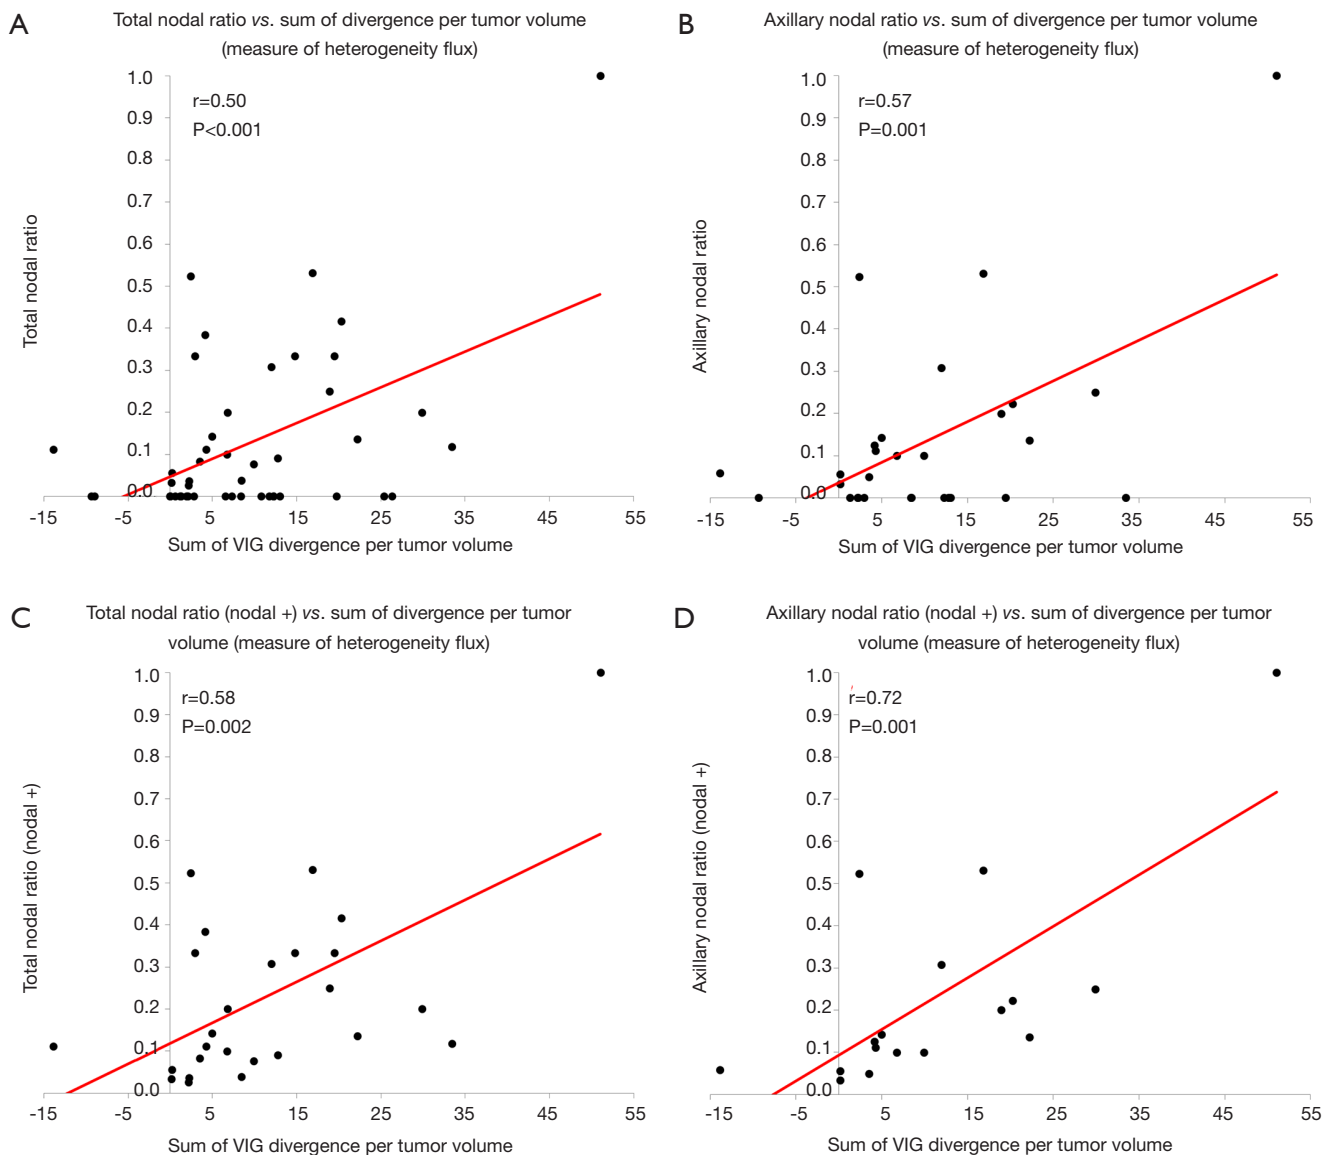 A
Total nodal ratio vs. sum of divergence per tumor volume
(measure of heterogeneity flux)
1.0
0.9
0.8
0.7
0.6
0.5
0.4
0.3
0.2
0.1
0.0
r=0.50
P<0.001
Total nodal ratio
-15
-5
5
15
25
35
45
55
Sum of VIG divergence per tumor volume
B
Axillary nodal ratio vs. sum of divergence per tumor volume
(measure of heterogeneity flux)
1.0
0.9
0.8
0.7
0.6
0.5
0.4
0.3
0.2
0.1
0.0
r=0.57
P=0.001
Axillary nodal ratio
-15
-5
5
15
25
35
45
55
Sum of VIG divergence per tumor volume
C
Total nodal ratio (nodal +) vs. sum of divergence per tumor
volume (measure of heterogeneity flux)
1.0
0.9
0.8
0.7
0.6
0.5
0.4
0.3
0.2
0.1
0.0
r=0.58
P=0.002
Total nodal ratio (nodal +)
-15
-5
5
15
25
35
45
55
Sum of VIG divergence per tumor volume
D
Axillary nodal ratio (nodal +) vs. sum of divergence per tumor
volume (measure of heterogeneity flux)
1.0
0.9
0.8
0.7
0.6
0.5
0.4
0.3
0.2
0.1
0.0
r=0.72
P=0.001
Axillary nodal ratio (nodal +)
-15
-5
5
15
25
35
45
55
Sum of VIG divergence per tumor volume